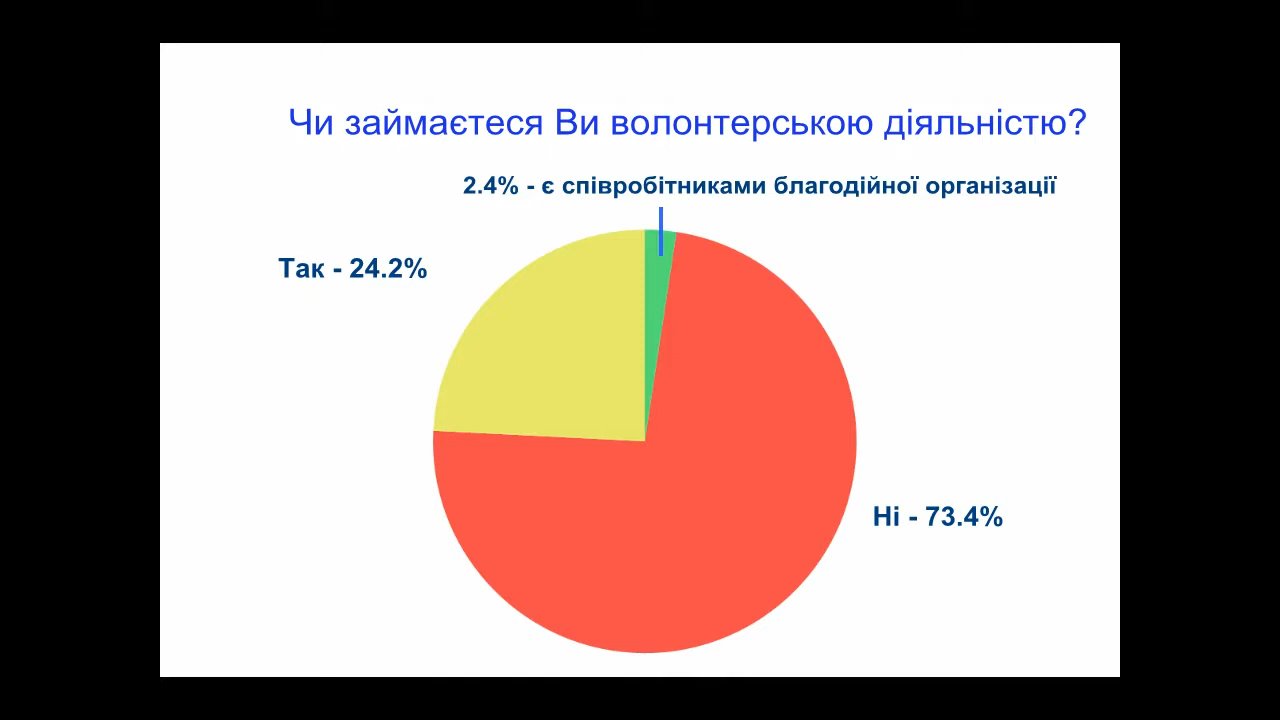 Чи займаєтеся Ви волонтерською діяльністю?
2.4% - є співробітниками благодійної організації
Так - 24.2%
Ні - 73.4%